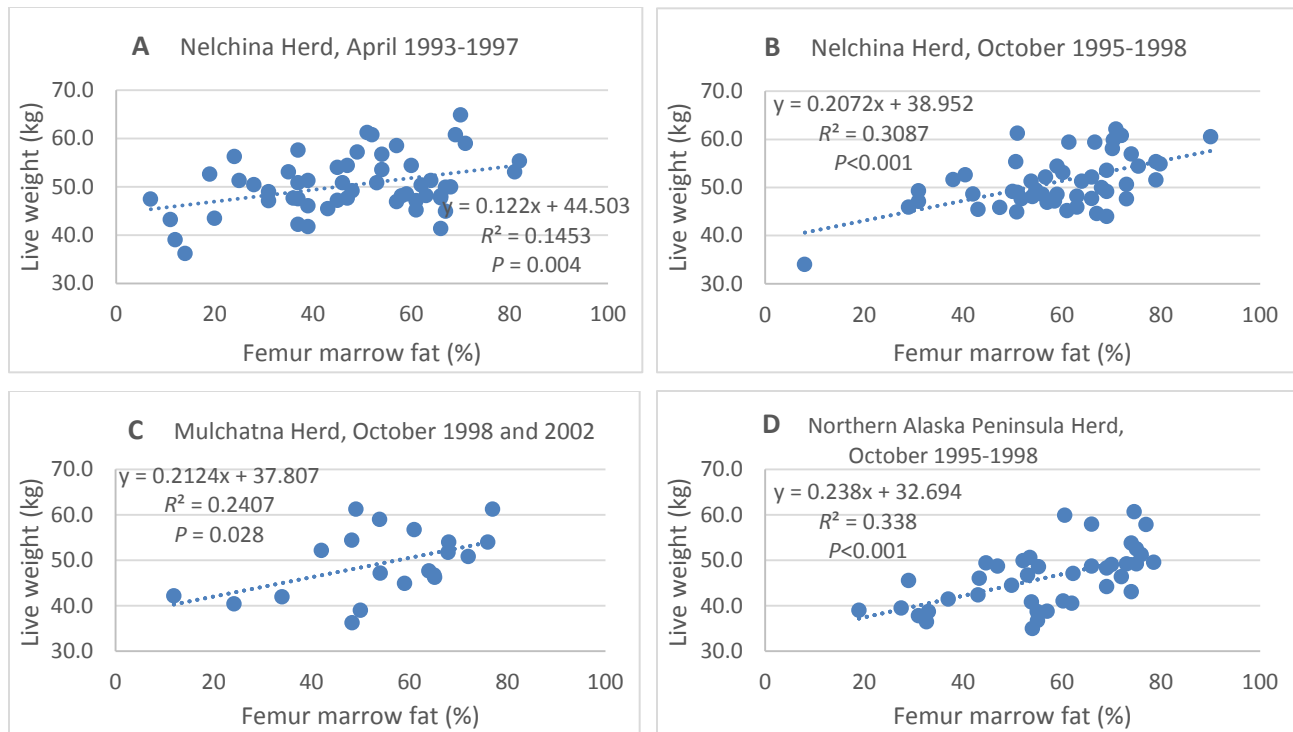 A Nelchina Herd, April 1993-1997
Live weight (kg)
70.0
60.0
50.0
40.0
30.0
y = 0.122x + 44.503
R² = 0.1453
P = 0.004
0 20 40 60 80 100
Femur marrow fat (%)
B Nelchina Herd, October 1995-1998
Live weight (kg)
70.0
60.0
50.0
40.0
30.0
y = 0.2072x + 38.952
R² = 0.3087
P<0.001
0 20 40 60 80 100
Femur marrow fat (%)
C Mulchatna Herd, October 1998 and 2002
Live weight (kg)
70.0
60.0
50.0
40.0
30.0
y = 0.2124x + 37.807
R² = 0.2407
P = 0.028
0 20 40 60 80 100
Femur marrow fat (%)
D Northern Alaska Peninsula Herd,
October 1995-1998
Live weight (kg)
70.0
60.0
50.0
40.0
30.0
y = 0.238x + 32.694
R² = 0.338
P<0.001
0 20 40 60 80 100
Femur marrow fat (%)